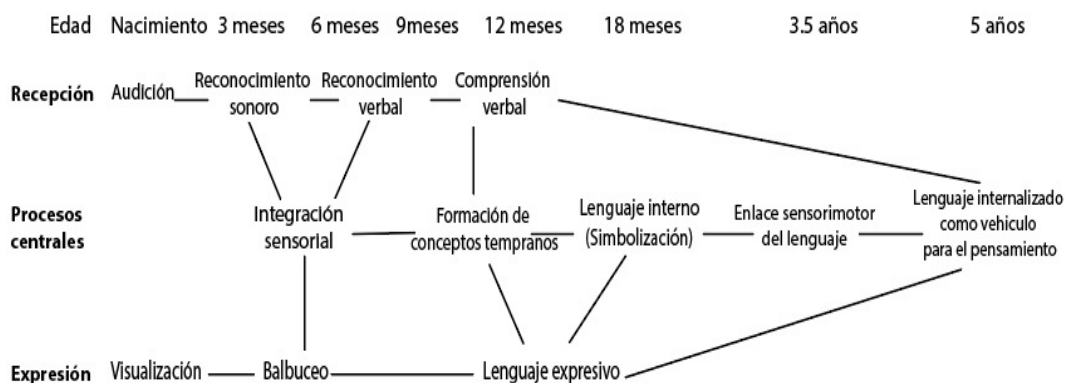 Edad Nacimiento 3 meses 6 meses 9meses 12 meses 18 meses 3.5 años 5 años
Recepción Audición Reconocimiento sonoro Reconocimiento verbal Comprensión verbal
Procesos centrales Integración sensorial Formación de conceptos tempranos Lenguaje interno (Simbolización) Enlace sensorimotor del lenguaje Lenguaje internalizado como vehiculo para el pensamiento
Expresión Visualización Balbuceo Lenguaje expresivo